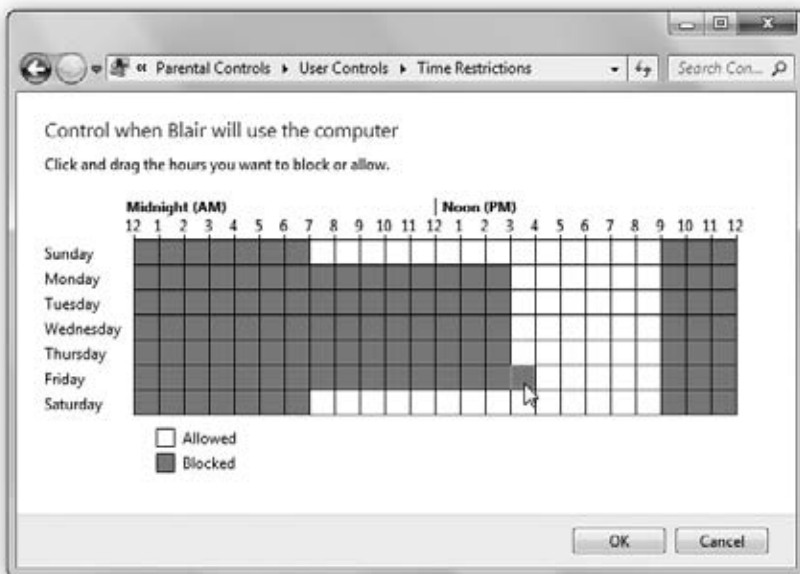 « Parental Controls ▸ User Controls ▸ Time Restrictions Search Con...
Control when Blair will use the computer
Click and drag the hours you want to block or allow.
Midnight (AM) Noon (PM)
12 1 2 3 4 5 6 7 8 9 10 11 12 1 2 3 4 5 6 7 8 9 10 11 12
Sunday
Monday
Tuesday
Wednesday
Thursday
Friday
Saturday
Allowed
Blocked
OK Cancel